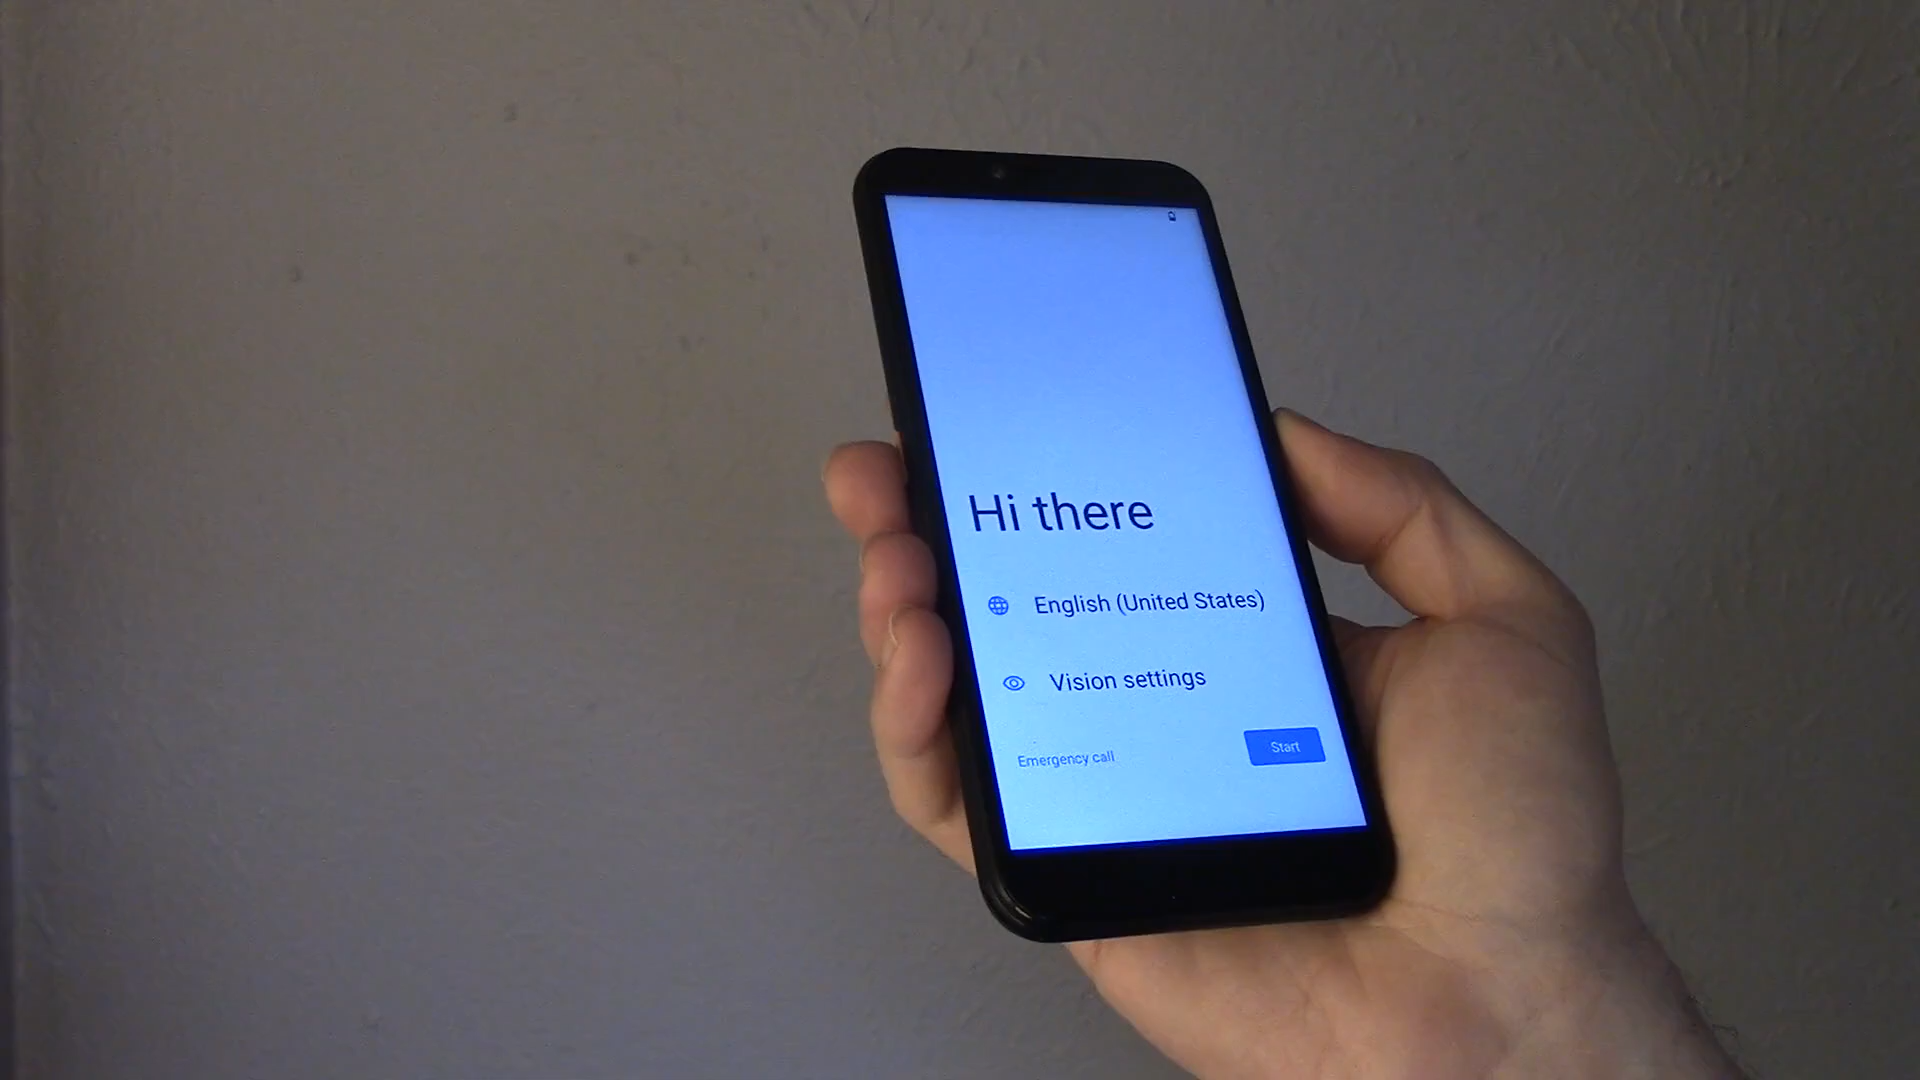 Hi there
English (United States)
Vision settings
Emergency call
Start